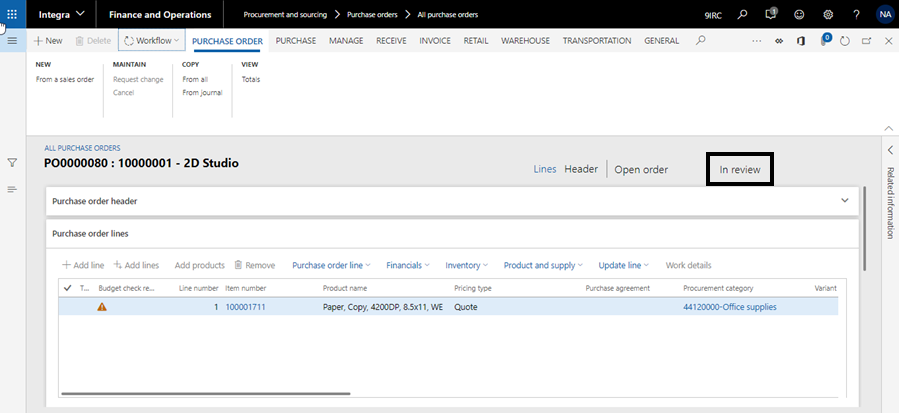 Integra Finance and Operations Procurement and sourcing Purchase orders All purchase orders 9IRC 1 ? NA
New Delete Workflow PURCHASE ORDER PURCHASE MANAGE RECEIVE INVOICE RETAIL WAREHOUSE TRANSPORTATION GENERAL ... 0
NEW MAINTAIN COPY VIEW
From a sales order Request change From all Totals
Cancel From journal
ALL PURCHASE ORDERS
PO0000080 : 10000001 - 2D Studio
Lines Header Open order In review
Related information
Purchase order header
Purchase order lines
Add line Add lines Add products Remove Purchase order line Financials Inventory Product and supply Update line Work details
T... Budget check re... Line number Item number Product name Pricing type Purchase agreement Procurement category Variant
1 100001711 Paper, Copy, 4200DP, 8.5x11, WE Quote 44120000-Office supplies